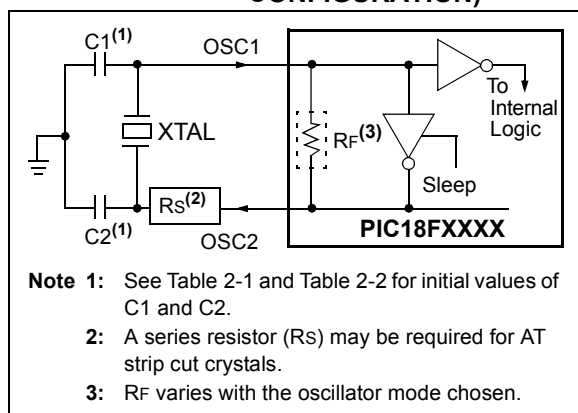 CONFIGURATION)
C1(1)
OSC1
To
Internal
Logic
XTAL
RF(3)
Sleep
RS(2)
C2(1)
OSC2
PIC18FXXXX
Note 1: See Table 2-1 and Table 2-2 for initial values of
C1 and C2.
2: A series resistor (RS) may be required for AT
strip cut crystals.
3: RF varies with the oscillator mode chosen.